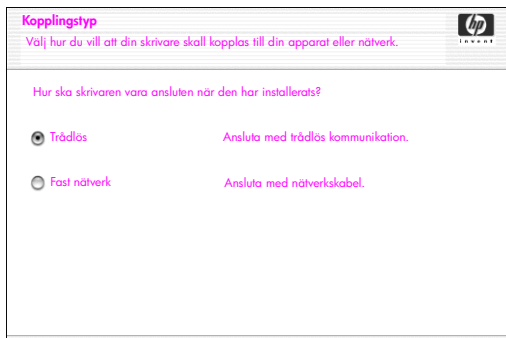 Kopplingstyp
Välj hur du vill att din skrivare skall kopplas till din apparat eller nätverk.
hp
invent
Hur ska skrivaren vara ansluten när den har installerats?
Trådlös Ansluta med trådlös kommunikation.
Fast nätverk Ansluta med nätverkskabel.